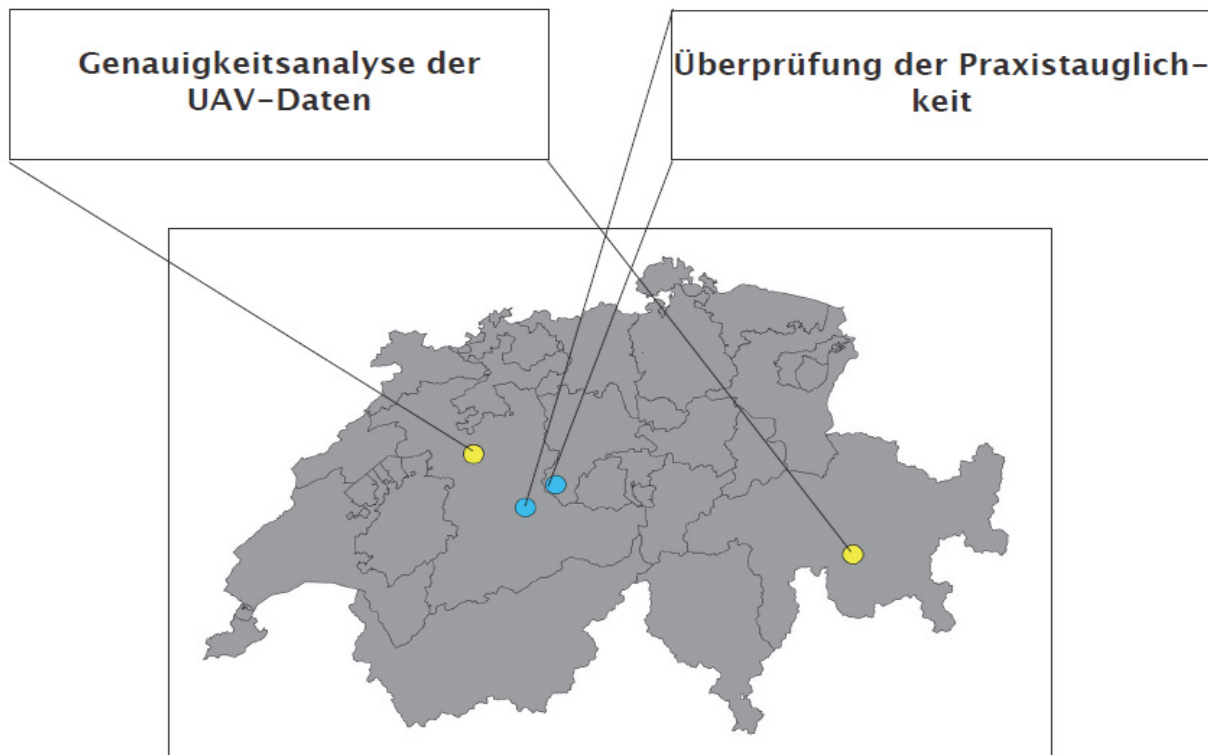 Genauigkeitsanalyse der
UAV-Daten
Überprüfung der Praxistauglich-
keit